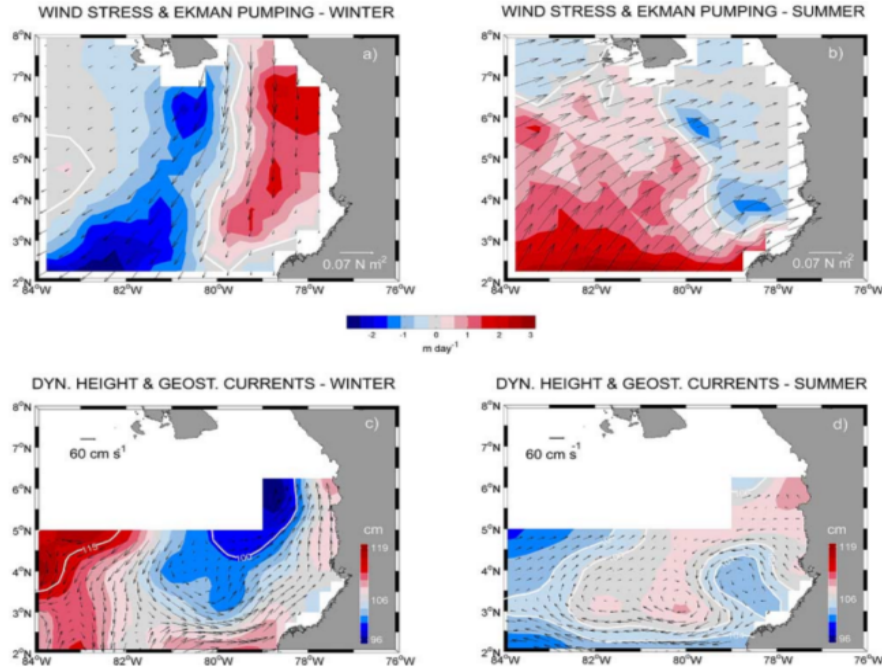 WIND STRESS & EKMAN PUMPING - WINTER
WIND STRESS & EKMAN PUMPING - SUMMER
8°N
7°N
6°N
5°N
4°N
3°N
2°N
84°W 82°W 80°W 78°W 76°W
a)
0.07 N m²
8°N
7°N
6°N
5°N
4°N
3°N
2°N
84°W 82°W 80°W 78°W 76°W
b)
0.07 N m²
-2 -1 0 1 2 3
m day⁻¹
DYN. HEIGHT & GEOST. CURRENTS - WINTER
DYN. HEIGHT & GEOST. CURRENTS - SUMMER
8°N
7°N
6°N
5°N
4°N
3°N
2°N
84°W 82°W 80°W 78°W 76°W
c)
60 cm s⁻¹
100
cm
119
106
96
8°N
7°N
6°N
5°N
4°N
3°N
2°N
84°W 82°W 80°W 78°W 76°W
d)
60 cm s⁻¹
cm
119
106
96